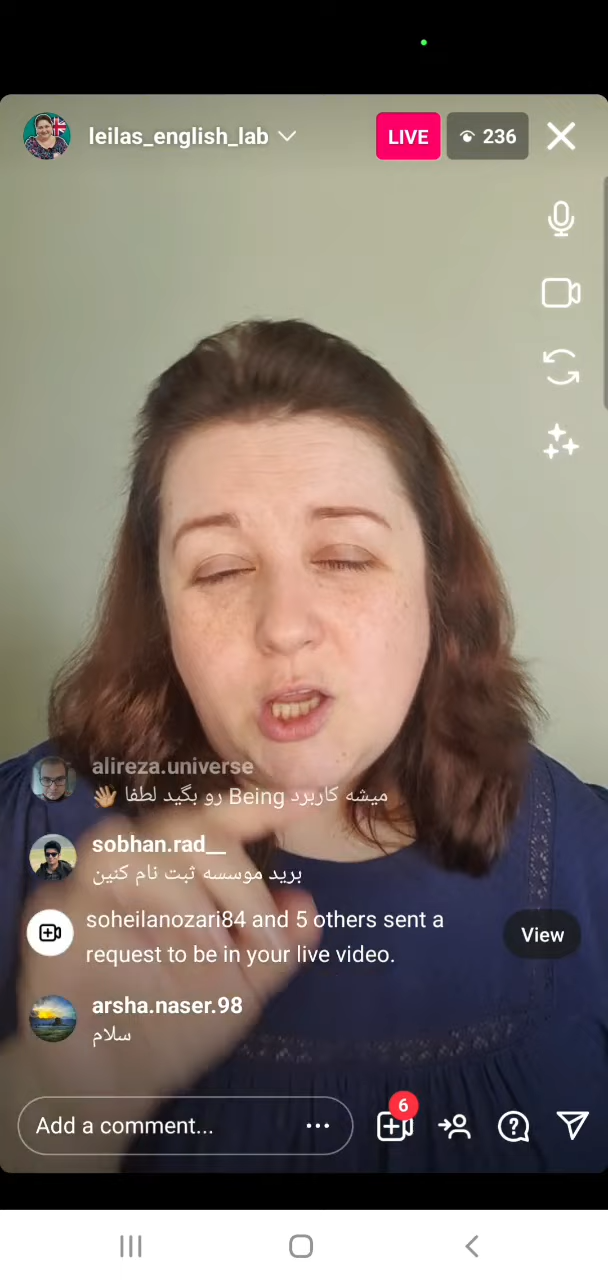 leilas_english_lab
LIVE
236
alireza.universe
میشه کاربرد Being رو بگید لطفا 👋
sobhan.rad__
برید موسسه ثبت نام کنین
soheilanozari84 and 5 others sent a
request to be in your live video.
View
arsha.naser.98
سلام
6
Add a comment...